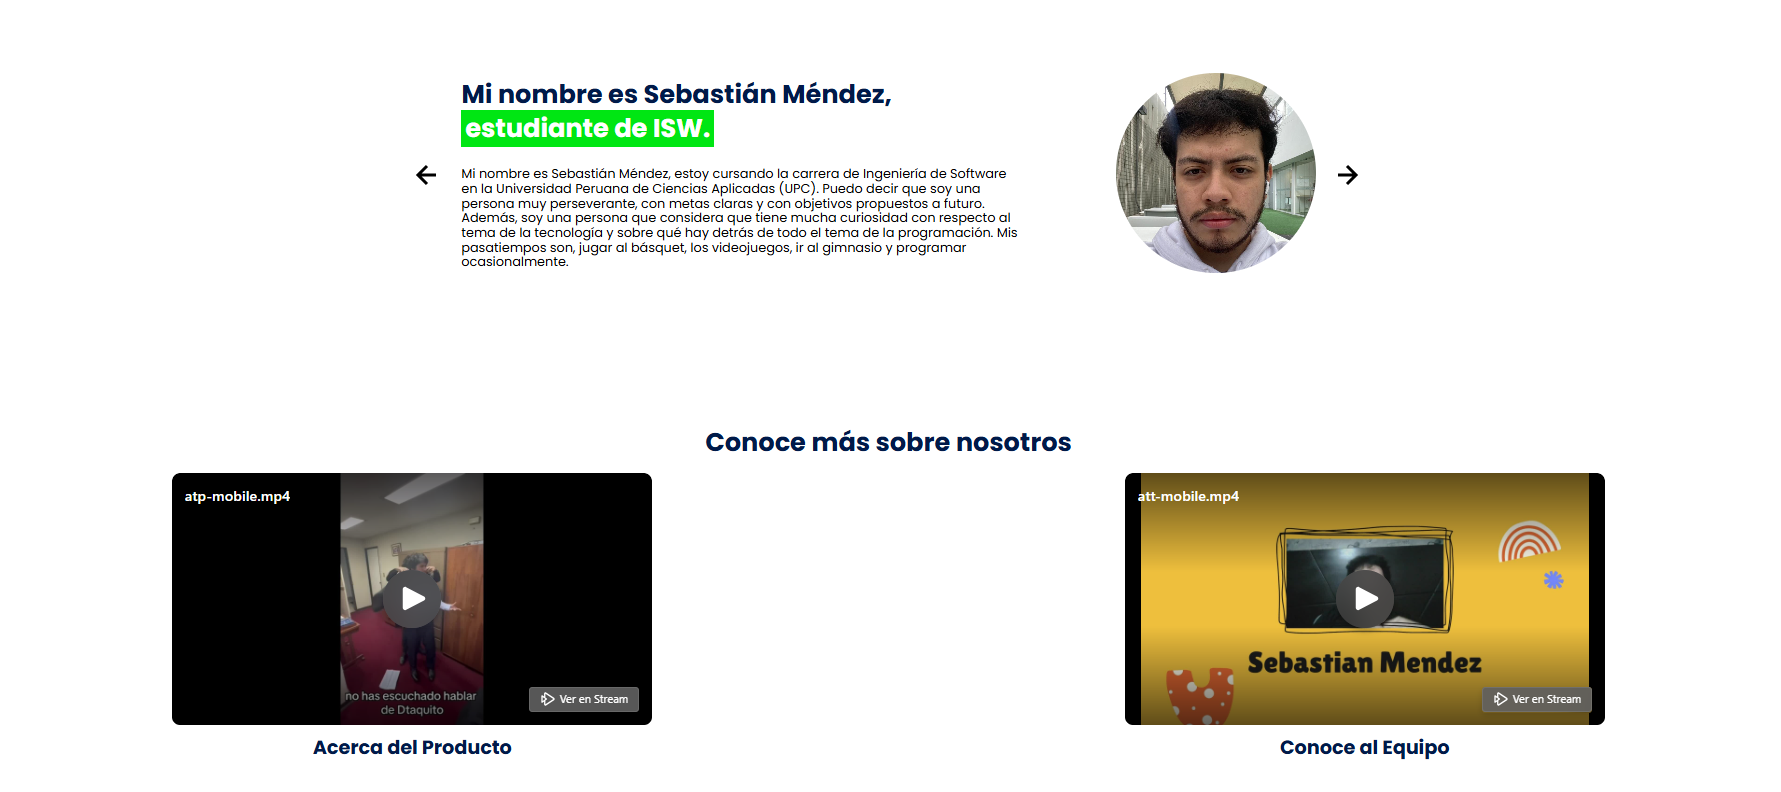 Mi nombre es Sebastián Méndez,
estudiante de ISW.
Mi nombre es Sebastián Méndez, estoy cursando la carrera de Ingeniería de Software
en la Universidad Peruana de Ciencias Aplicadas (UPC). Puedo decir que soy una
persona muy perseverante, con metas claras y con objetivos propuestos a futuro.
Además, soy una persona que considera que tiene mucha curiosidad con respecto al
tema de la tecnología y sobre qué hay detrás de todo el tema de la programación. Mis
pasatiempos son, jugar al básquet, los videojuegos, ir al gimnasio y programar
ocasionalmente.
Conoce más sobre nosotros
atp-mobile.mp4
no has escuchado hablar
de Dtaquito
Ver en Stream
Acerca del Producto
att-mobile.mp4
Sebastian Mendez
Ver en Stream
Conoce al Equipo